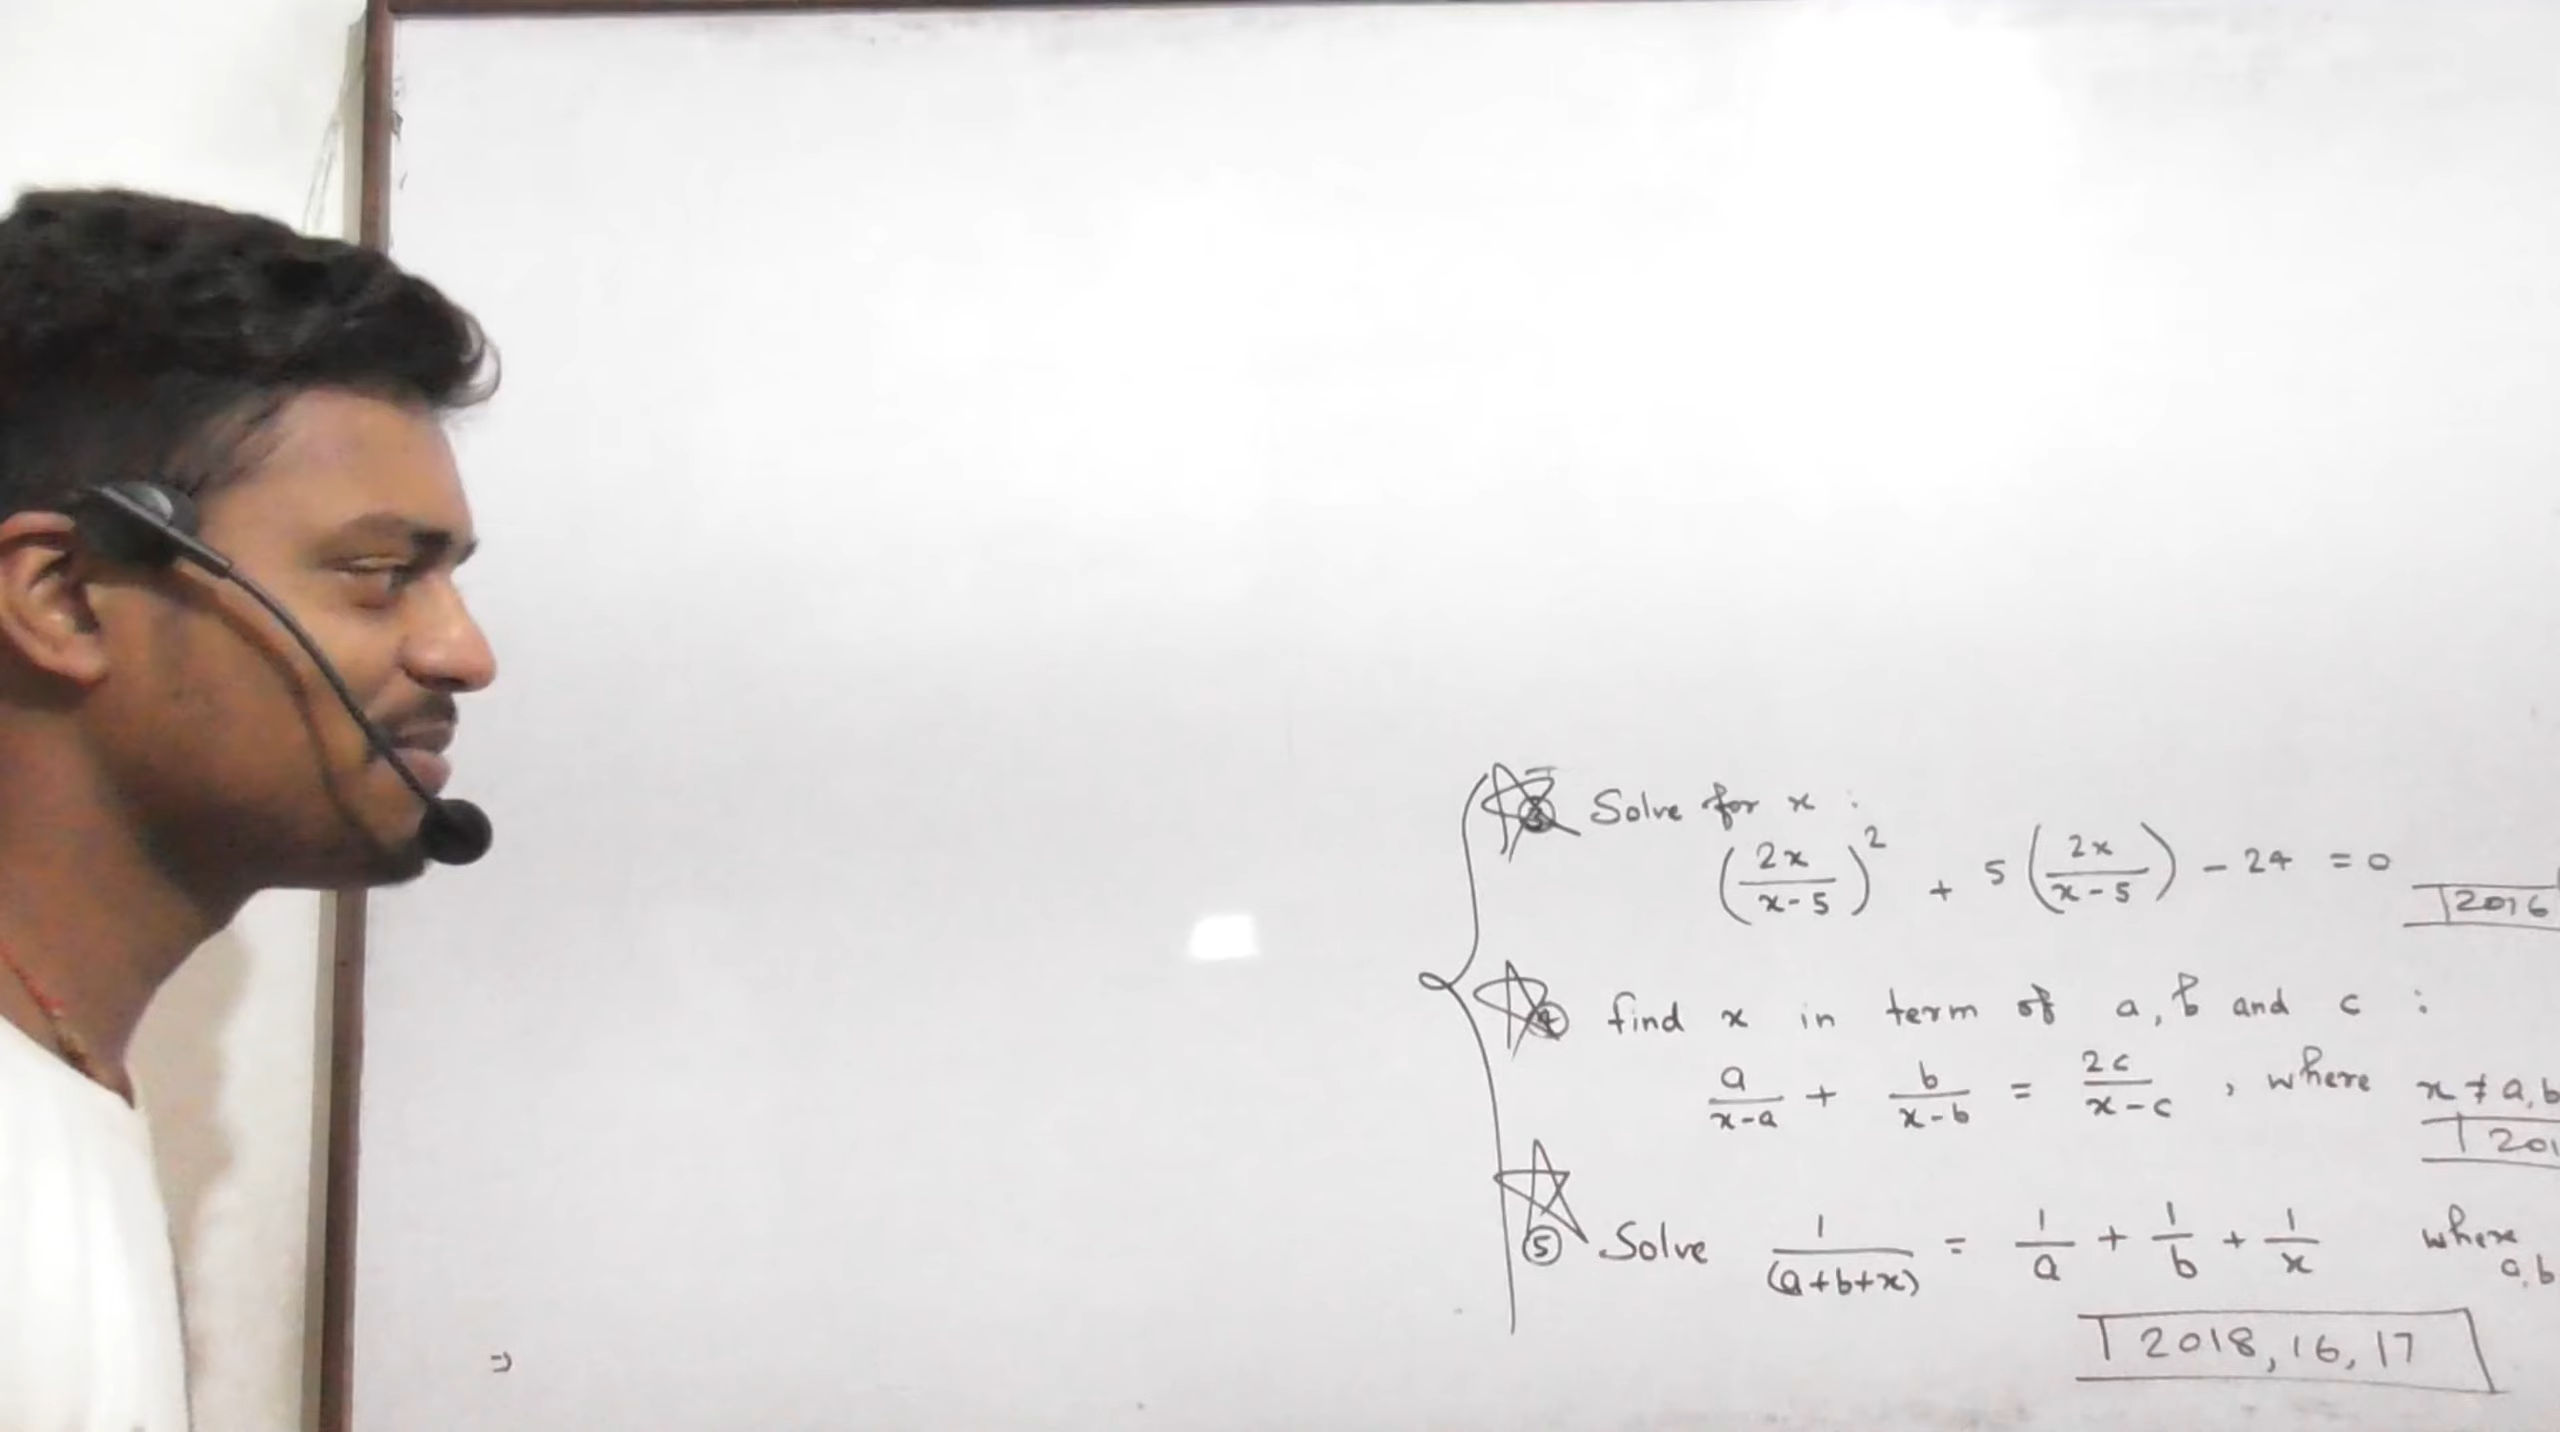 ③ Solve for x :
(2x/(x-5))² + 5(2x/(x-5)) - 24 = 0
2016
④ find x in term of a, b and c :
a/(x-a) + b/(x-b) = 2c/(x-c) , where x ≠ a, b
201
⑤ Solve 1/(a+b+x) = 1/a + 1/b + 1/x where
a, b
2018, 16, 17
⇒